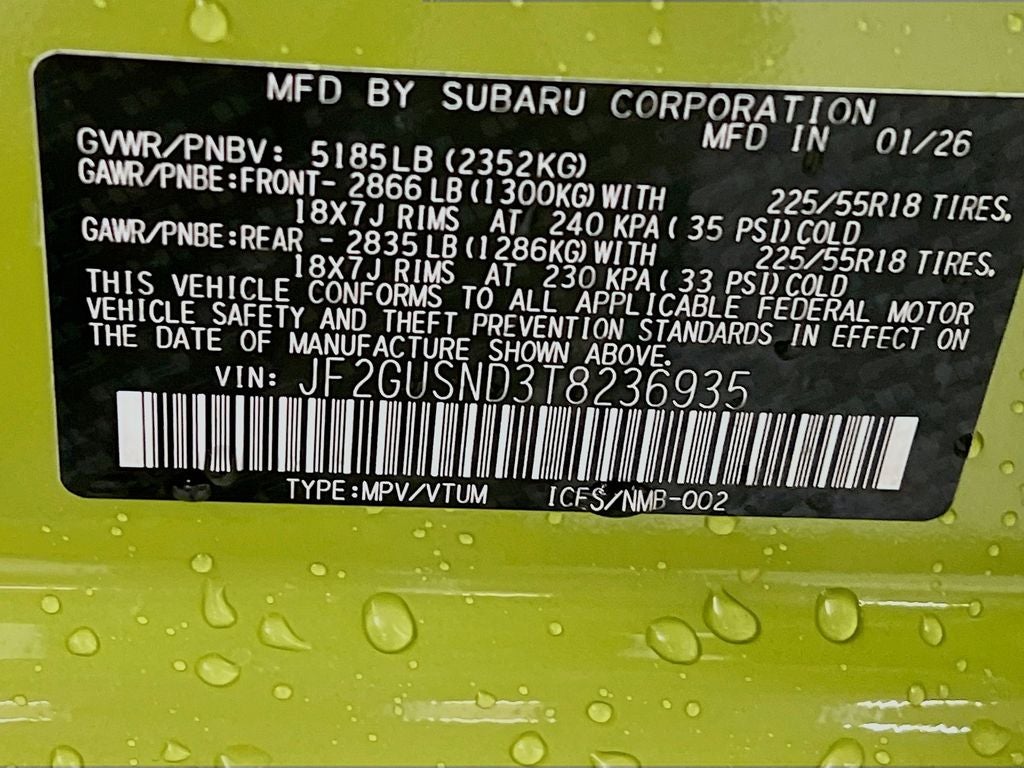 MFD BY SUBARU CORPORATION
MFD IN 01/26
GVWR/PNBV: 5185LB (2352KG)
GAWR/PNBE:FRONT- 2866 LB (1300KG) WITH 225/55R18 TIRES.
18X7J RIMS AT 240 KPA ( 35 PSI) COLD
GAWR/PNBE:REAR - 2835 LB (1286KG) WITH 225/55R18 TIRES.
18X7J RIMS AT 230 KPA ( 33 PSI) COLD
THIS VEHICLE CONFORMS TO ALL APPLICABLE FEDERAL MOTOR
VEHICLE SAFETY AND THEFT PREVENTION STANDARDS IN EFFECT ON
THE DATE OF MANUFACTURE SHOWN ABOVE.
VIN: JF2GUSND3T8236935
TYPE:MPV/VTUM ICES/NMB-002